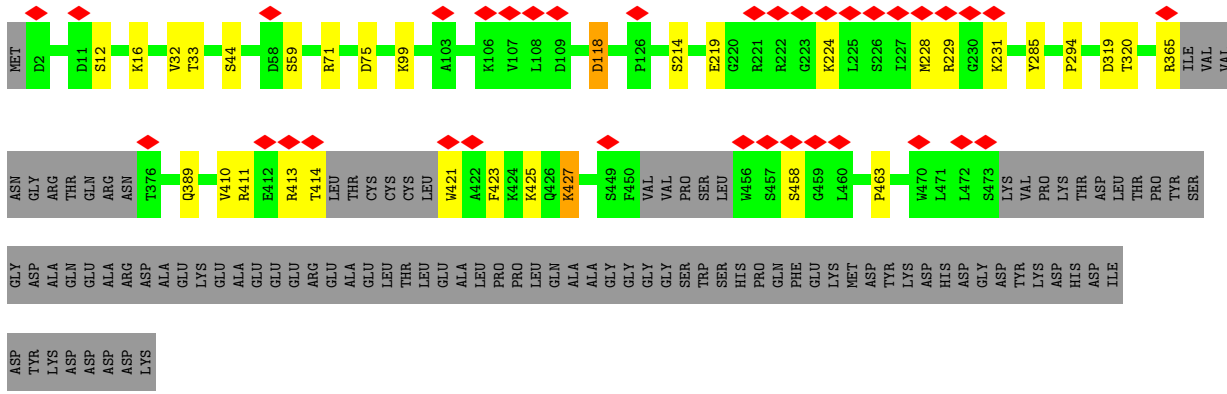 MET D2 D11 S12 K16 V32 T33 S44 D58 S59 R71 D75 K99 A103 K106 V107 L108 D109 D118 P126 S214 E219 G220 R221 R222 G223 K224 L225 S226 I227 M228 R229 G230 K231 Y285 P294 D319 T320 R365 ILE VAL VAL
ASN GLY ARG THR GLN ARG ASN T376 Q389 V410 R411 E412 R413 T414 LEU THR CYS CYS CYS LEU W421 A422 F423 K424 K425 Q426 K427 S449 F450 VAL VAL PRO SER LEU W456 S457 S458 G459 L460 P463 W470 L471 L472 S473 LYS VAL PRO LYS THR ASP LEU THR PRO TYR SER
GLY ASP ALA GLN GLU ALA ARG ASP ALA GLU LYS GLU ALA GLU GLU GLU ARG GLU ALA GLU LEU THR LEU GLU ALA LEU PRO PRO LEU GLN ALA ALA GLY GLY GLY GLY SER TRP SER HIS PRO GLN PHE GLU LYS MET ASP TYR LYS ASP HIS ASP GLY ASP TYR LYS ASP HIS ASP ILE
ASP TYR LYS ASP ASP ASP ASP LYS